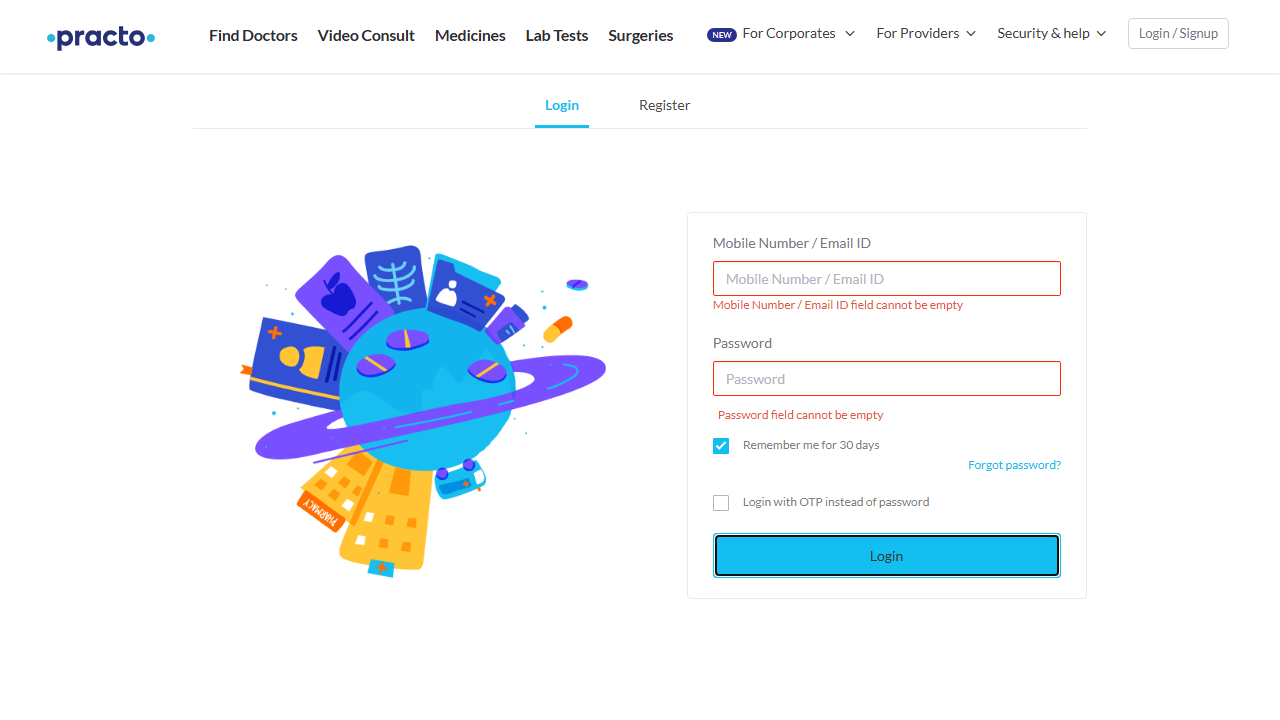 practo
Find Doctors
Video Consult
Medicines
Lab Tests
Surgeries
NEW For Corporates
For Providers
Security & help
Login / Signup
Login
Register
PHARMACY
Mobile Number / Email ID
Mobile Number / Email ID
Mobile Number / Email ID field cannot be empty
Password
Password
Password field cannot be empty
Remember me for 30 days
Forgot password?
Login with OTP instead of password
Login